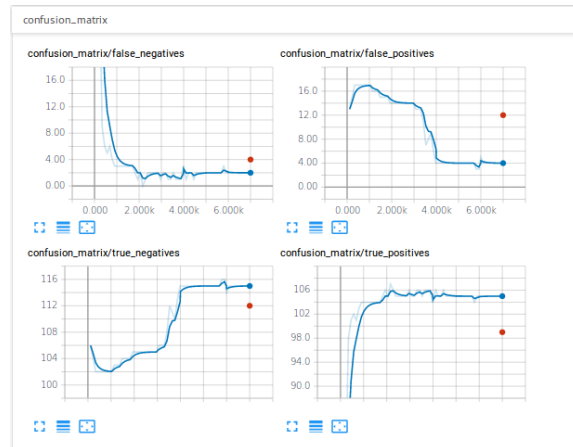 confusion_matrix
confusion_matrix/false_negatives
confusion_matrix/false_positives
16.0
12.0
8.00
4.00
0.00
0.000 2.000k 4.000k 6.000k
16.0
12.0
8.00
4.00
0.00
0.000 2.000k 4.000k 6.000k
confusion_matrix/true_negatives
confusion_matrix/true_positives
116
112
108
104
100
106
102
98.0
94.0
90.0